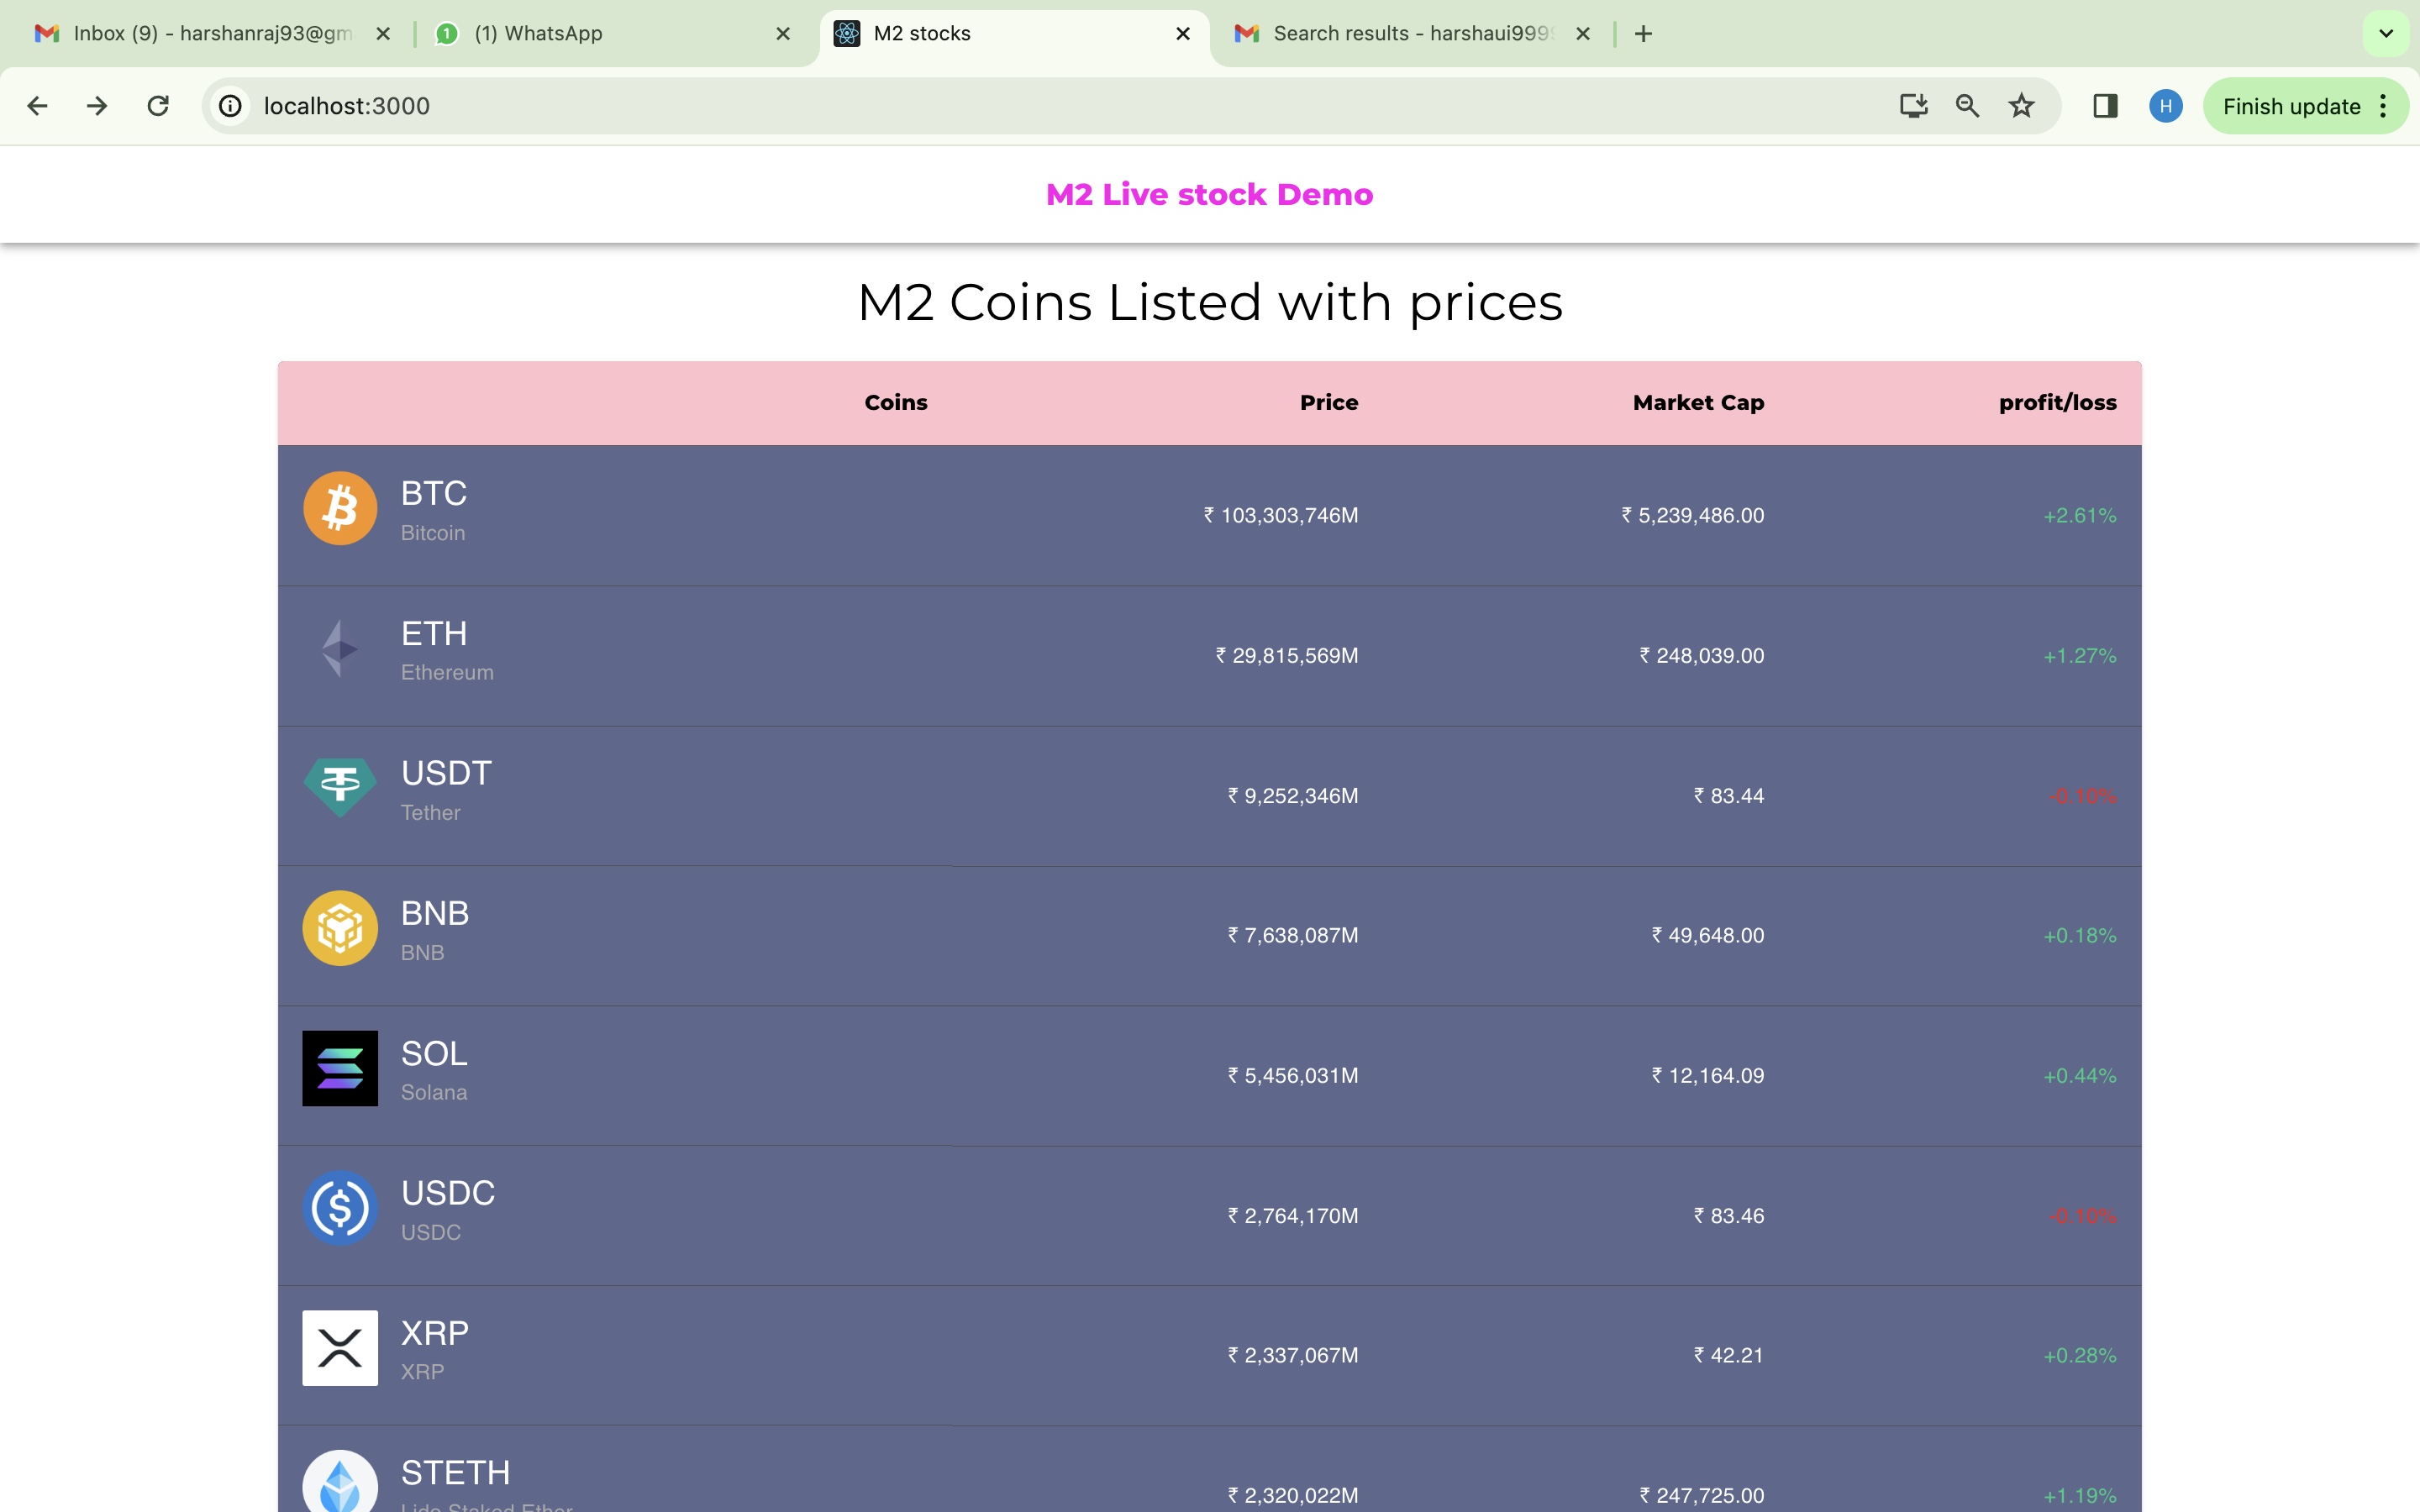 Inbox (9) - harshanraj93@gm
1 (1) WhatsApp
M2 stocks
Search results - harshaui999
localhost:3000
H
Finish update
M2 Live stock Demo
M2 Coins Listed with prices
Coins Price Market Cap profit/loss
BTC
Bitcoin
₹ 103,303,746M ₹ 5,239,486.00 +2.61%
ETH
Ethereum
₹ 29,815,569M ₹ 248,039.00 +1.27%
USDT
Tether
₹ 9,252,346M ₹ 83.44 -0.10%
BNB
BNB
₹ 7,638,087M ₹ 49,648.00 +0.18%
SOL
Solana
₹ 5,456,031M ₹ 12,164.09 +0.44%
USDC
USDC
₹ 2,764,170M ₹ 83.46 -0.10%
XRP
XRP
₹ 2,337,067M ₹ 42.21 +0.28%
STETH
Lido Staked Ether
₹ 2,320,022M ₹ 247,725.00 +1.19%